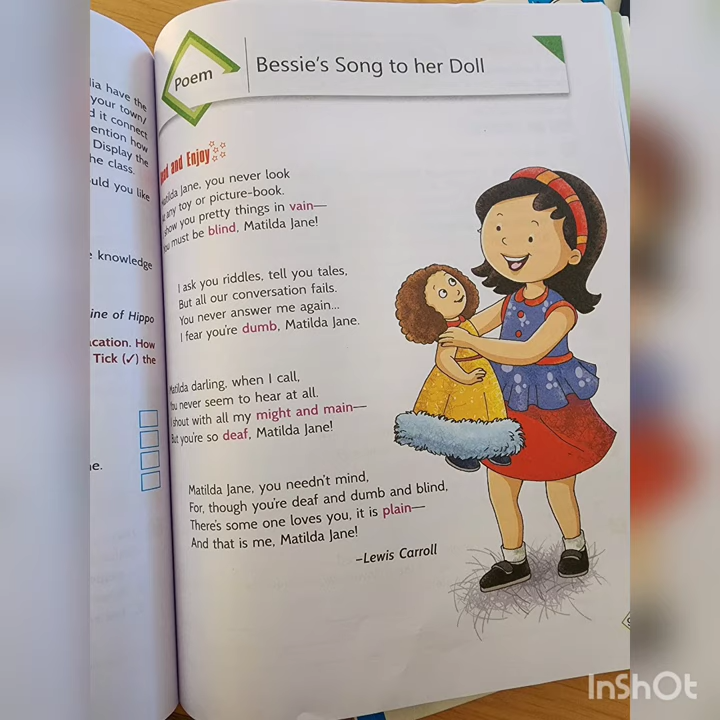 dia have the
your town/
d it connect
ention how
Display the
he class.
uld you like
e knowledge
ine of Hippo
cation. How
Tick (✓) the
ne.
Poem
Bessie's Song to her Doll
and Enjoy
Matilda Jane, you never look
At any toy or picture-book.
I show you pretty things in vain—
You must be blind, Matilda Jane!
I ask you riddles, tell you tales,
But all our conversation fails.
You never answer me again...
I fear you're dumb, Matilda Jane.
Matilda darling, when I call,
You never seem to hear at all.
I shout with all my might and main—
But you're so deaf, Matilda Jane!
Matilda Jane, you needn't mind,
For, though you're deaf and dumb and blind,
There's some one loves you, it is plain—
And that is me, Matilda Jane!
–Lewis Carroll
InShOt